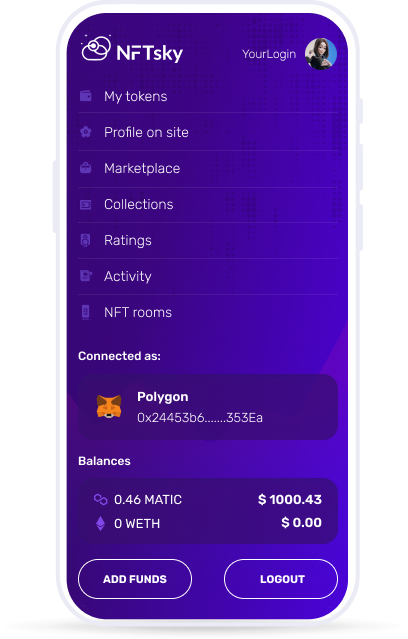 NFTsky
YourLogin
My tokens
Profile on site
Marketplace
Collections
Ratings
Activity
NFT rooms
Connected as:
Polygon
0x24453b6.......353Ea
Balances
0.46 MATIC $ 1000.43
0 WETH $ 0.00
ADD FUNDS LOGOUT